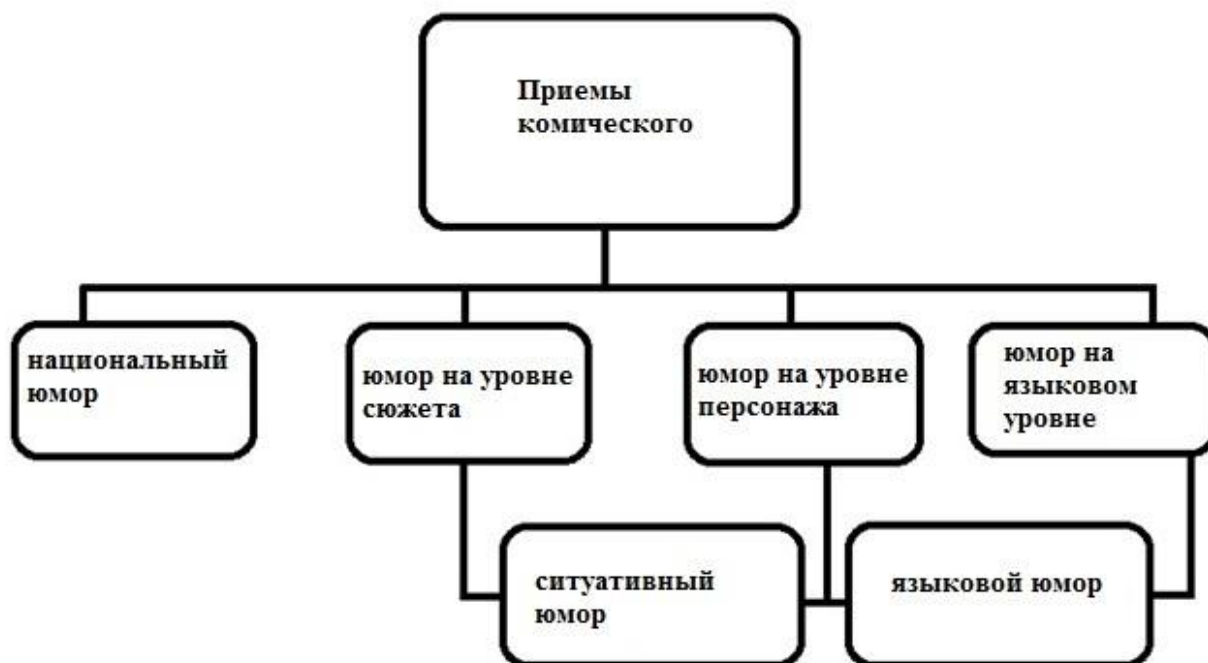 Приемы
комического
национальный
юмор
юмор на уровне
сюжета
юмор на уровне
персонажа
юмор на
языковом
уровне
ситуативный
юмор
языковой юмор